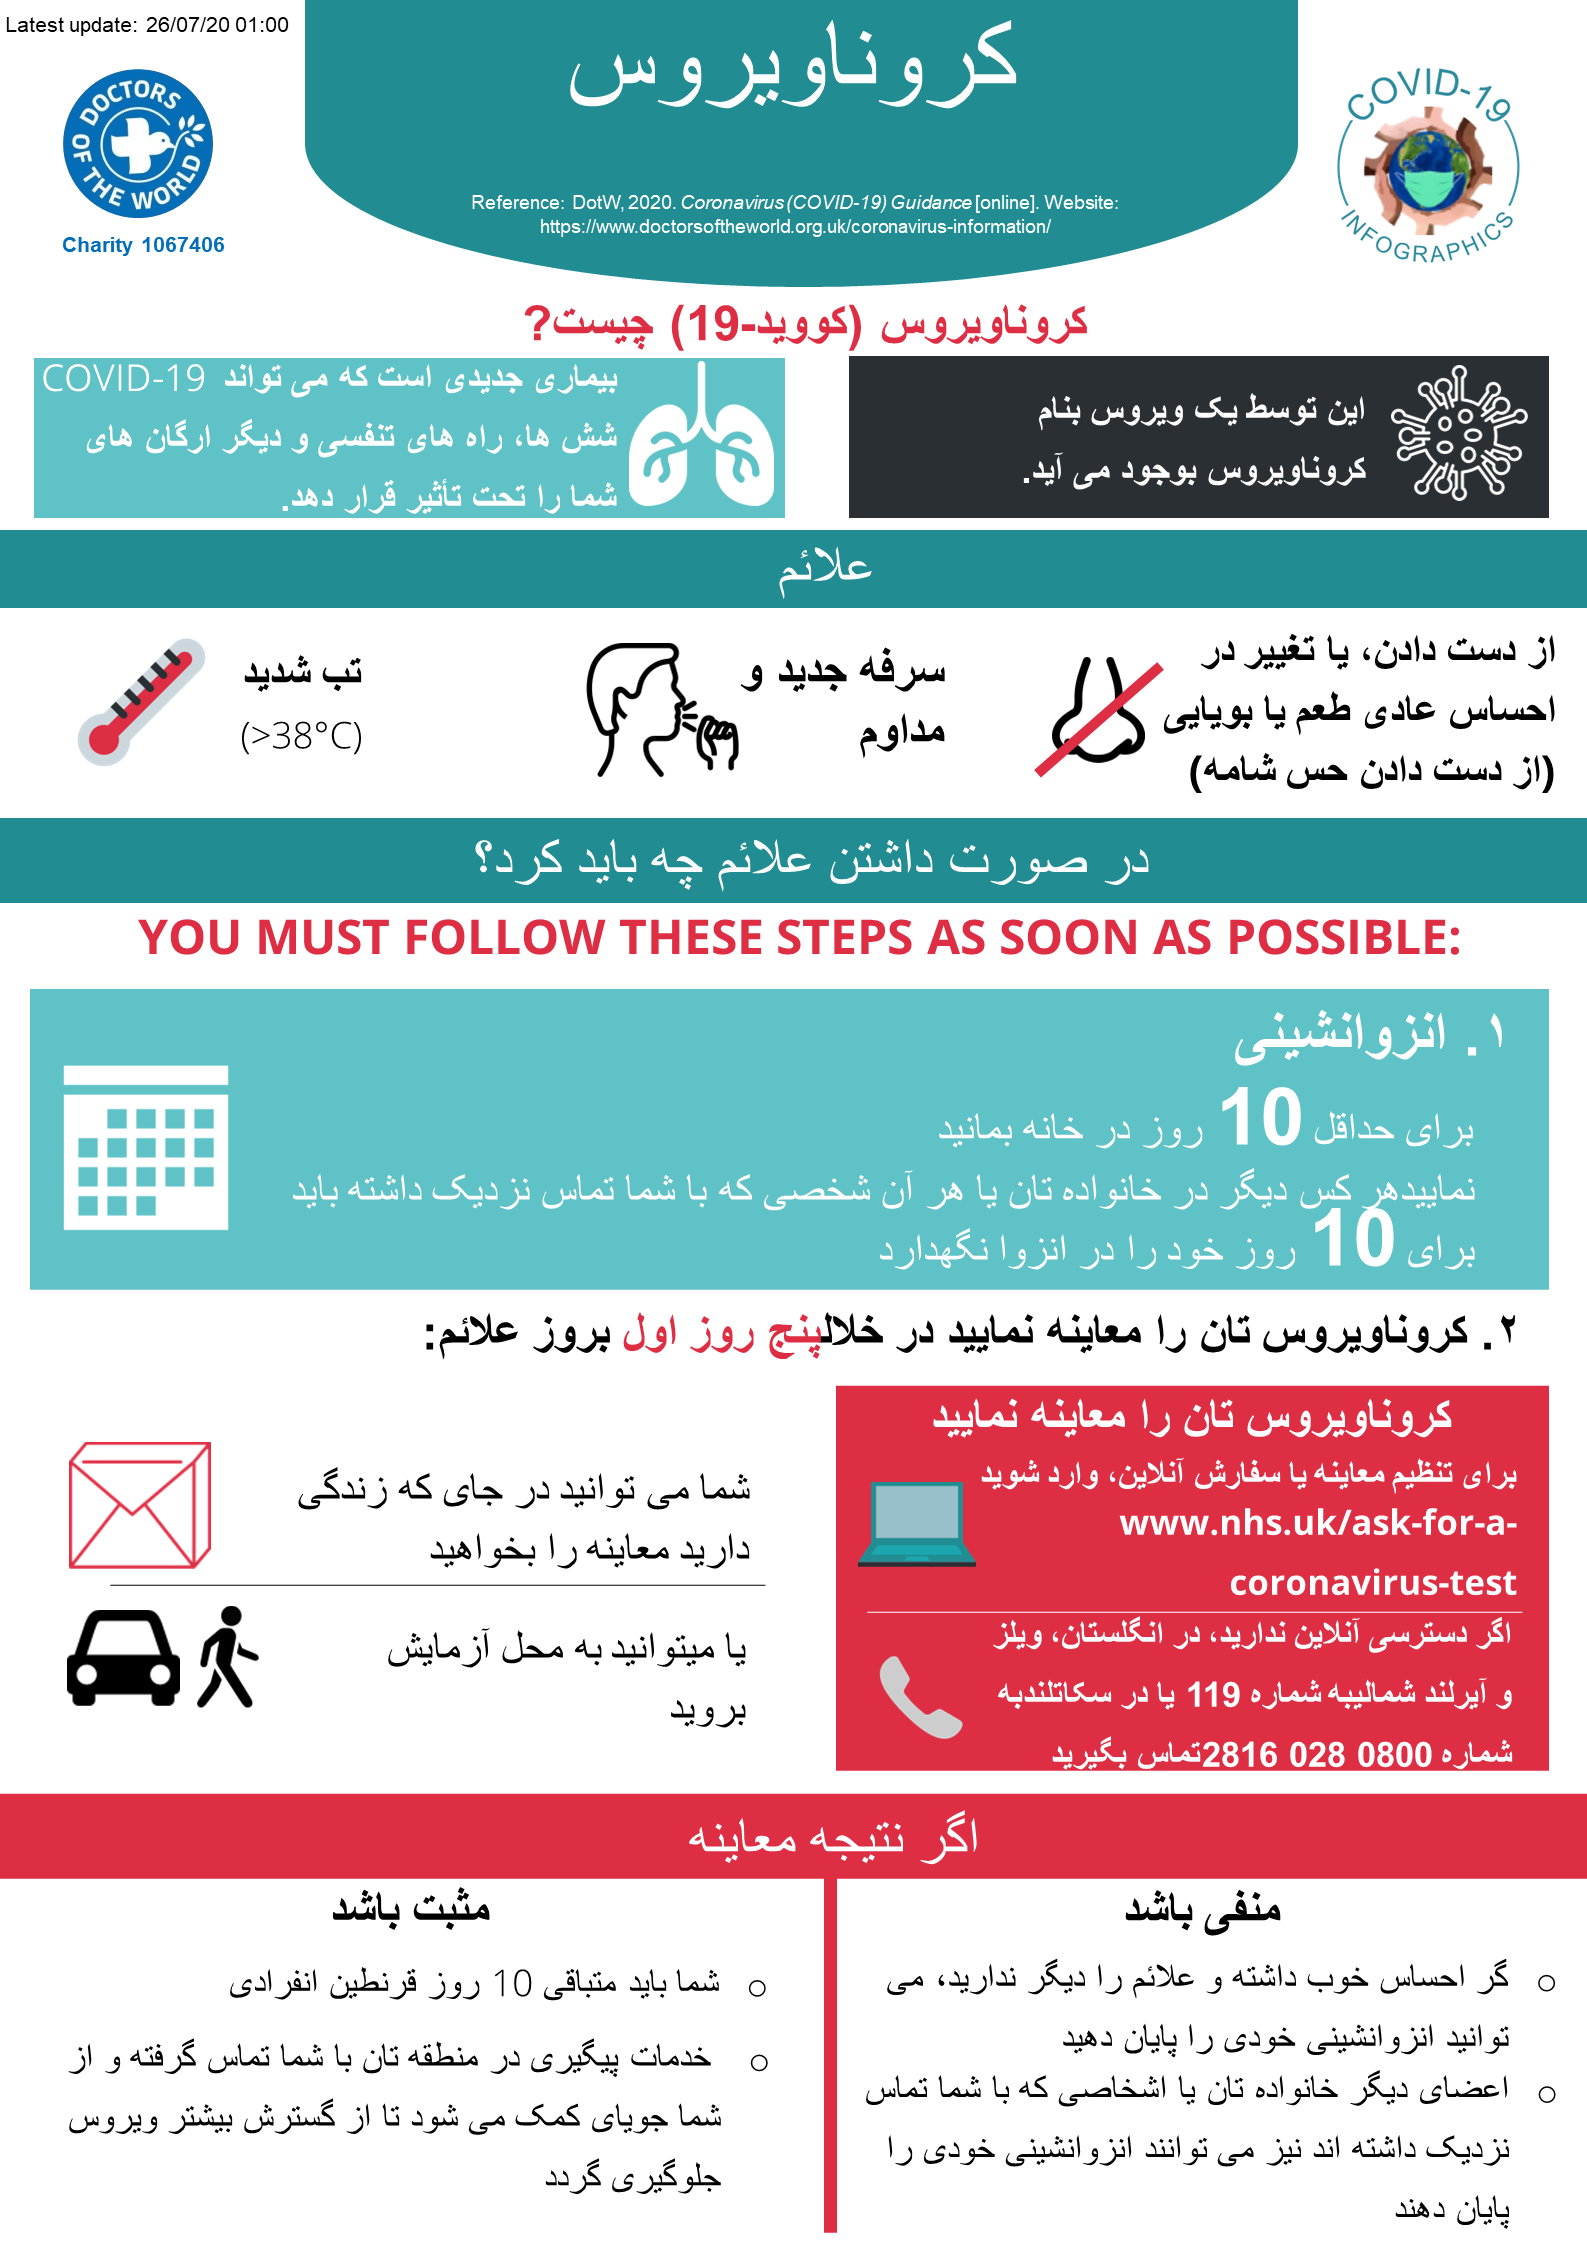 Latest update: 26/07/20 01:00
DOCTORS OF THE WORLD
Charity 1067406
کروناویروس
Reference: DotW, 2020. Coronavirus (COVID-19) Guidance [online]. Website:
https://www.doctorsoftheworld.org.uk/coronavirus-information/
COVID-19
INFOGRAPHICS
کروناویروس (کووید-19) چیست?
این توسط یک ویروس بنام
کروناویروس بوجود می آید.
بیماری جدیدی است که می تواند COVID-19
شش ها، راه های تنفسی و دیگر ارگان های
شما را تحت تأثیر قرار دهد.
علائم
از دست دادن، یا تغییر در
احساس عادی طعم یا بویایی
(از دست دادن حس شامه)
سرفه جدید و
مداوم
تب شدید
(>38°C)
در صورت داشتن علائم چه باید کرد؟
YOU MUST FOLLOW THESE STEPS AS SOON AS POSSIBLE:
۱. انزوانشینی
برای حداقل 10 روز در خانه بمانید
نماییدهر کس دیگر در خانواده تان یا هر آن شخصی که با شما تماس نزدیک داشته باید
برای 10 روز خود را در انزوا نگهدارد
۲. کروناویروس تان را معاینه نمایید در خلالپنج روز اول بروز علائم:
کروناویروس تان را معاینه نمایید
برای تنظیم معاینه یا سفارش آنلاین، وارد شوید
www.nhs.uk/ask-for-a-
coronavirus-test
اگر دسترسی آنلاین ندارید، در انگلستان، ویلز
و آیرلند شمالیبه شماره 119 یا در سکاتلندبه
شماره 0800 028 2816تماس بگیرید
شما می توانید در جای که زندگی
دارید معاینه را بخواهید
یا میتوانید به محل آزمایش
بروید
اگر نتیجه معاینه
منفی باشد
o گر احساس خوب داشته و علائم را دیگر ندارید، می
توانید انزوانشینی خودی را پایان دهید
o اعضای دیگر خانواده تان یا اشخاصی که با شما تماس
نزدیک داشته اند نیز می توانند انزوانشینی خودی را
پایان دهند
مثبت باشد
o شما باید متباقی 10 روز قرنطین انفرادی
o خدمات پیگیری در منطقه تان با شما تماس گرفته و از
شما جویای کمک می شود تا از گسترش بیشتر ویروس
جلوگیری گردد